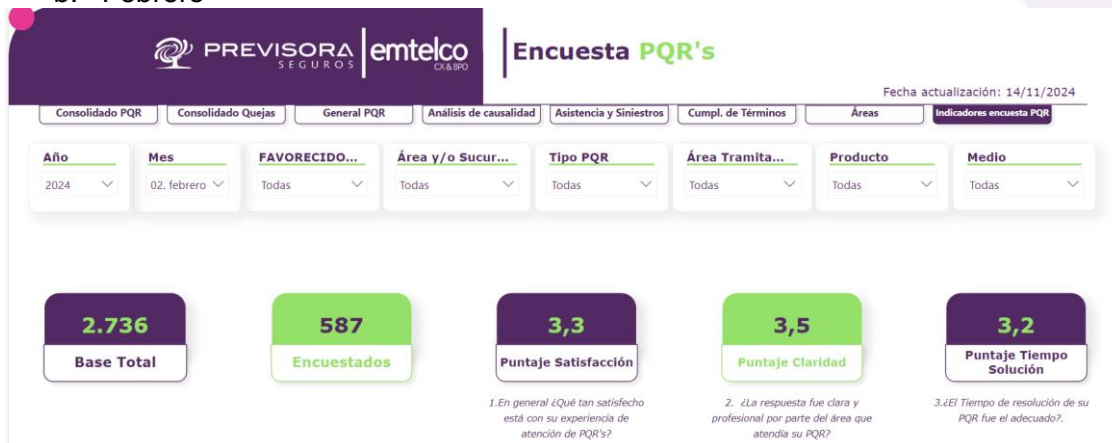 b. Febrero
PREVISORA
SEGUROS
emtelco
CX&BPO
Encuesta PQR's
Fecha actualización: 14/11/2024
Consolidado PQR
Consolidado Quejas
General PQR
Análisis de causalidad
Asistencia y Siniestros
Cumpl. de Términos
Áreas
Indicadores encuesta PQR
Año
2024
Mes
02. febrero
FAVORECIDO...
Todas
Área y/o Sucur...
Todas
Tipo PQR
Todas
Área Tramita...
Todas
Producto
Todas
Medio
Todas
2.736
Base Total
587
Encuestados
3,3
Puntaje Satisfacción
1.En general ¿Qué tan satisfecho
está con su experiencia de
atención de PQR's?
3,5
Puntaje Claridad
2. ¿La respuesta fue clara y
profesional por parte del área que
atendía su PQR?
3,2
Puntaje Tiempo
Solución
3.¿El Tiempo de resolución de su
PQR fue el adecuado?.